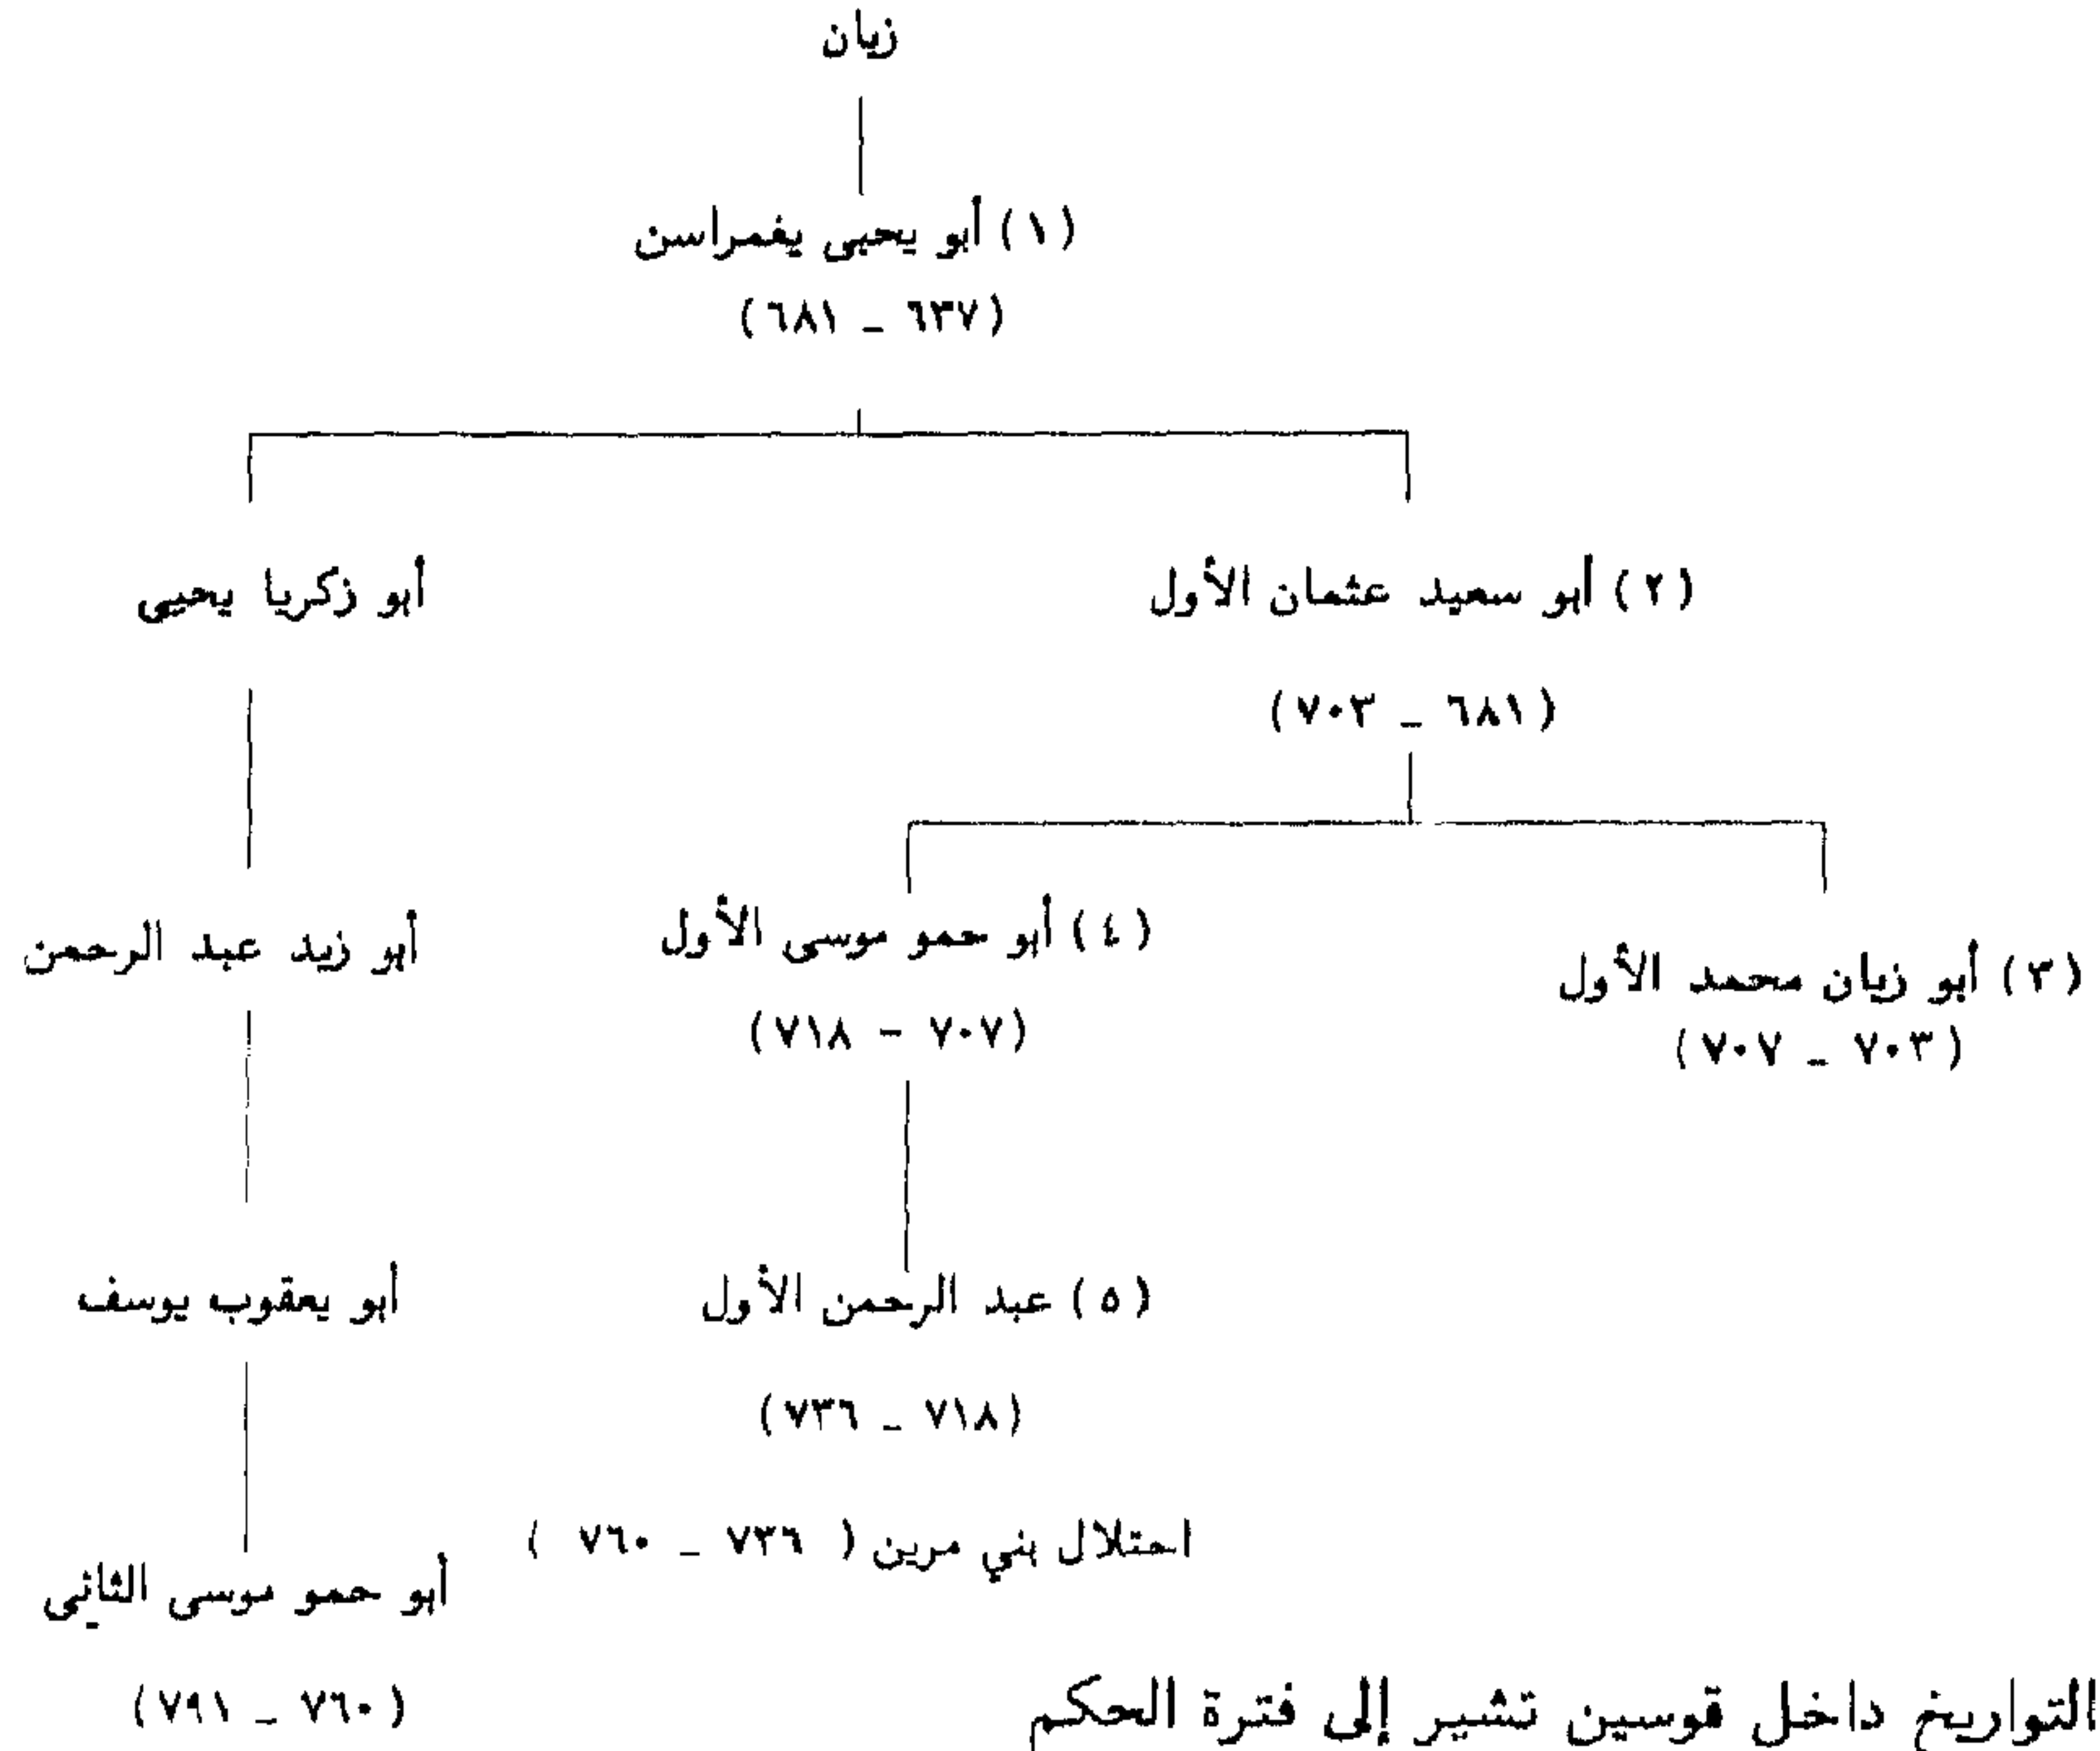 زيان
(١) أبو يحيى يغمراسن
(٦٣٧ - ٦٨١)
(٢) أبو سعيد عثمان الأول
أبو زكريا يحيى
(٦٨١ - ٧٠٣)
(٤) أبو حمو موسى الأول
أبو زيد عبد الرحمن
(٣) أبو زيان محمد الأول
(٧٠٧ - ٧١٨)
(٧٠٣ - ٧٠٧)
(٥) عبد الرحمن الأول
أبو يعقوب يوسف
(٧١٨ - ٧٣٦)
احتلال بني مرين (٧٣٦ - ٧٦٠)
أبو حمو موسى الثاني
(٧٦٠ - ٧٩١)
التواريخ داخل قوسين تشير إلى فترة الحكم